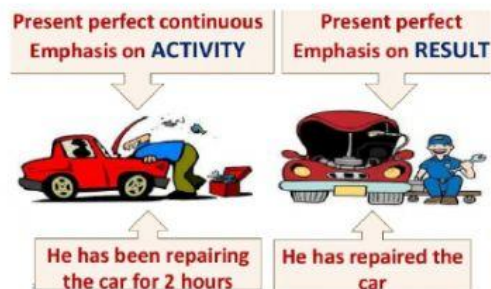 Present perfect continuous
Emphasis on ACTIVITY
Present perfect
Emphasis on RESULT
He has been repairing
the car for 2 hours
He has repaired the
car